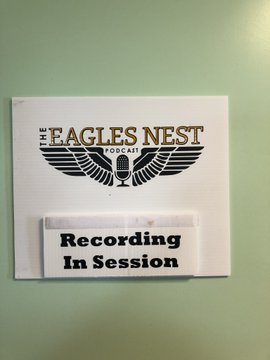 THE
EAGLES NEST
PODCAST
Recording
In Session